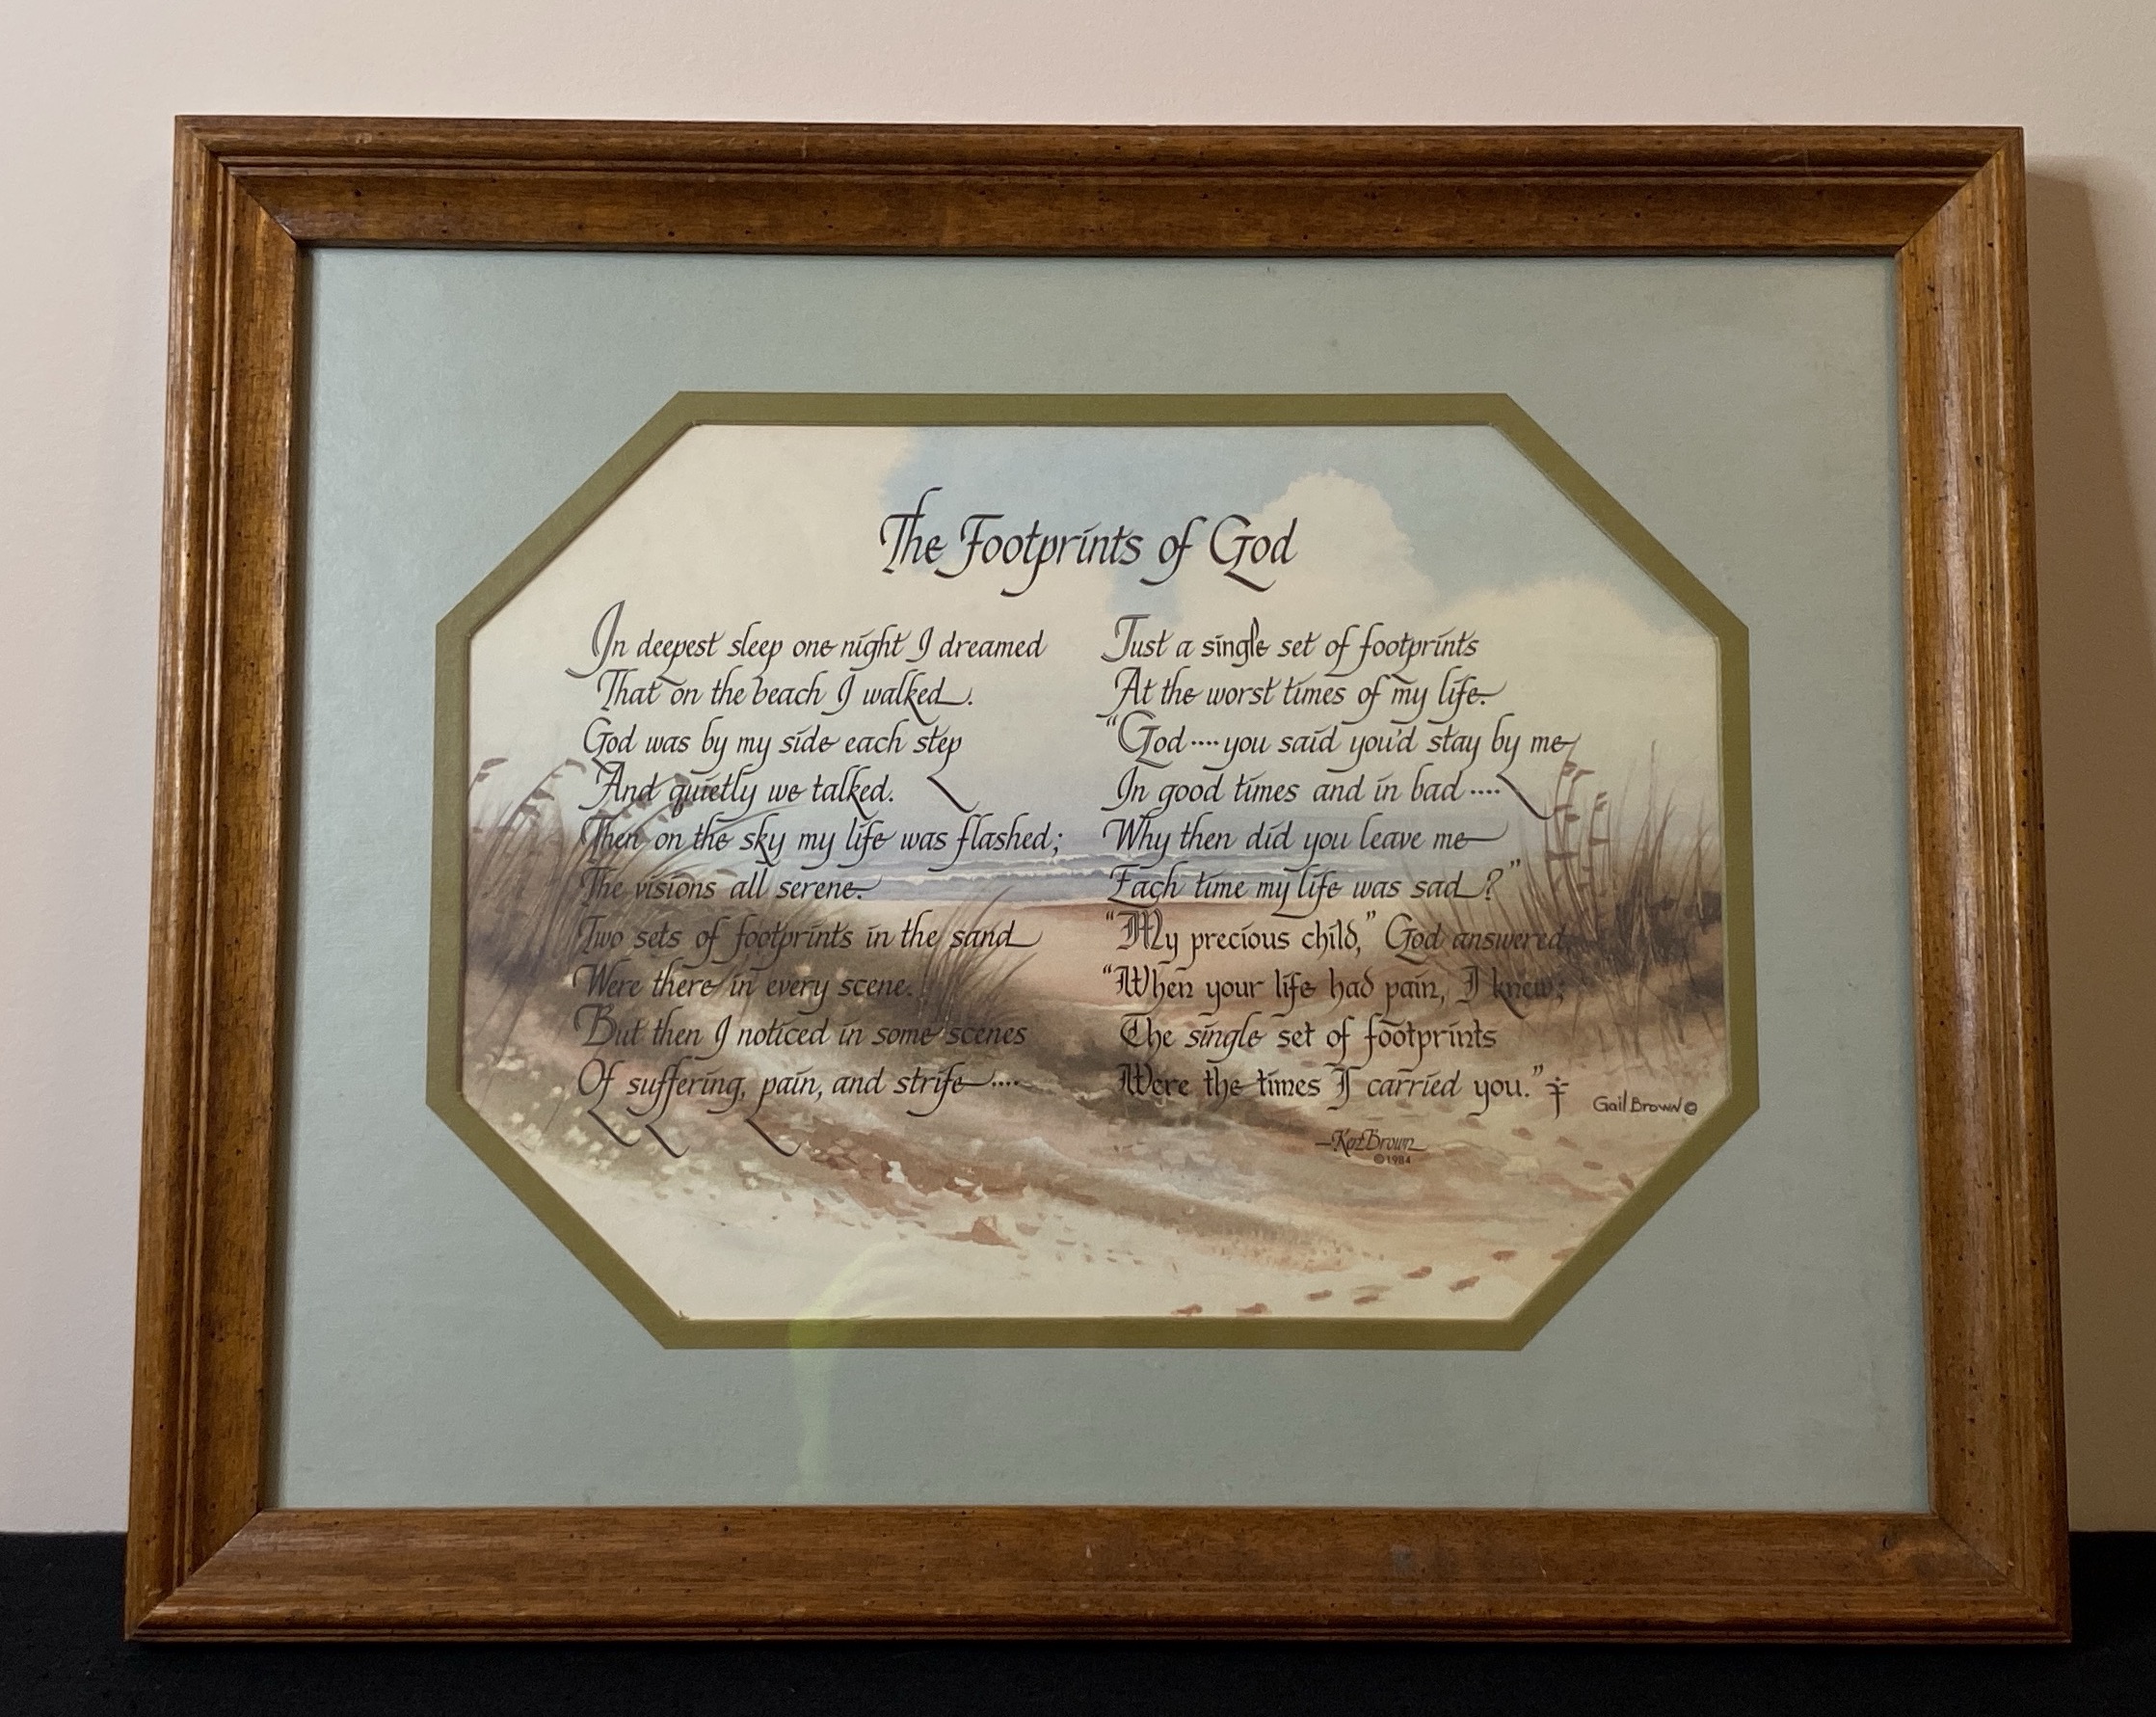 The Footprints of God
In deepest sleep one night I dreamed
That on the beach I walked.
God was by my side each step
And quietly we talked.
Then on the sky my life was flashed;
The visions all serene.
Two sets of footprints in the sand
Were there in every scene.
But then I noticed in some scenes
Of suffering, pain, and strife····
Just a single set of footprints
At the worst times of my life.
“God····you said you'd stay by me
In good times and in bad····
Why then did you leave me
Each time my life was sad?”
“My precious child,” God answered,
“When your life had pain, I knew;
The single set of footprints
Were the times I carried you.”
Gail Brown ©
—Ken Brown
©1984